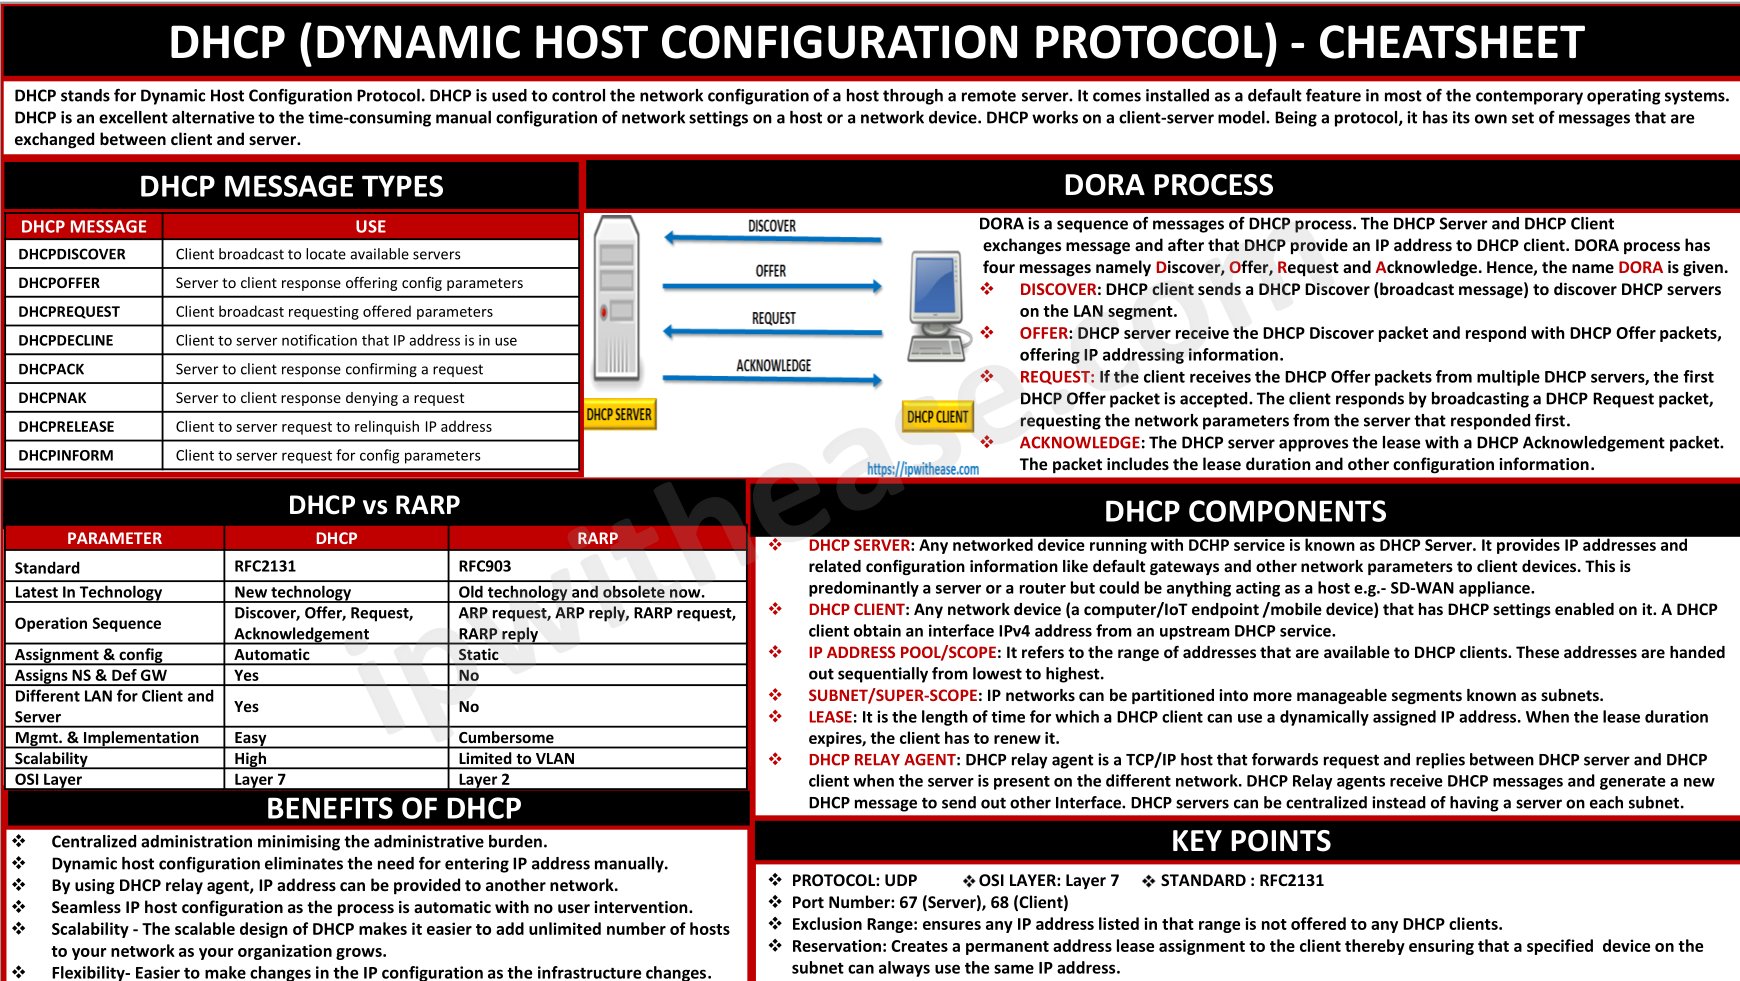 DHCP (DYNAMIC HOST CONFIGURATION PROTOCOL) - CHEATSHEET
DHCP stands for Dynamic Host Configuration Protocol. DHCP is used to control the network configuration of a host through a remote server. It comes installed as a default feature in most of the contemporary operating systems.
DHCP is an excellent alternative to the time-consuming manual configuration of network settings on a host or a network device. DHCP works on a client-server model. Being a protocol, it has its own set of messages that are
exchanged between client and server.
DHCP MESSAGE TYPES
DHCP MESSAGE USE
DHCPDISCOVER Client broadcast to locate available servers
DHCPOFFER Server to client response offering config parameters
DHCPREQUEST Client broadcast requesting offered parameters
DHCPDECLINE Client to server notification that IP address is in use
DHCPACK Server to client response confirming a request
DHCPNAK Server to client response denying a request
DHCPRELEASE Client to server request to relinquish IP address
DHCPINFORM Client to server request for config parameters
DORA PROCESS
DISCOVER
OFFER
REQUEST
ACKNOWLEDGE
DHCP SERVER
DHCP CLIENT
https://ipwithease.com
DORA is a sequence of messages of DHCP process. The DHCP Server and DHCP Client
exchanges message and after that DHCP provide an IP address to DHCP client. DORA process has
four messages namely Discover, Offer, Request and Acknowledge. Hence, the name DORA is given.
❖ DISCOVER: DHCP client sends a DHCP Discover (broadcast message) to discover DHCP servers
on the LAN segment.
❖ OFFER: DHCP server receive the DHCP Discover packet and respond with DHCP Offer packets,
offering IP addressing information.
❖ REQUEST: If the client receives the DHCP Offer packets from multiple DHCP servers, the first
DHCP Offer packet is accepted. The client responds by broadcasting a DHCP Request packet,
requesting the network parameters from the server that responded first.
❖ ACKNOWLEDGE: The DHCP server approves the lease with a DHCP Acknowledgement packet.
The packet includes the lease duration and other configuration information.
DHCP vs RARP
PARAMETER DHCP RARP
Standard RFC2131 RFC903
Latest In Technology New technology Old technology and obsolete now.
Operation Sequence Discover, Offer, Request, ARP request, ARP reply, RARP request,
Acknowledgement RARP reply
Assignment & config Automatic Static
Assigns NS & Def GW Yes No
Different LAN for Client and
Server Yes No
Mgmt. & Implementation Easy Cumbersome
Scalability High Limited to VLAN
OSI Layer Layer 7 Layer 2
BENEFITS OF DHCP
❖ Centralized administration minimising the administrative burden.
❖ Dynamic host configuration eliminates the need for entering IP address manually.
❖ By using DHCP relay agent, IP address can be provided to another network.
❖ Seamless IP host configuration as the process is automatic with no user intervention.
❖ Scalability - The scalable design of DHCP makes it easier to add unlimited number of hosts
to your network as your organization grows.
❖ Flexibility- Easier to make changes in the IP configuration as the infrastructure changes.
DHCP COMPONENTS
❖ DHCP SERVER: Any networked device running with DCHP service is known as DHCP Server. It provides IP addresses and
related configuration information like default gateways and other network parameters to client devices. This is
predominantly a server or a router but could be anything acting as a host e.g.- SD-WAN appliance.
❖ DHCP CLIENT: Any network device (a computer/IoT endpoint /mobile device) that has DHCP settings enabled on it. A DHCP
client obtain an interface IPv4 address from an upstream DHCP service.
❖ IP ADDRESS POOL/SCOPE: It refers to the range of addresses that are available to DHCP clients. These addresses are handed
out sequentially from lowest to highest.
❖ SUBNET/SUPER-SCOPE: IP networks can be partitioned into more manageable segments known as subnets.
❖ LEASE: It is the length of time for which a DHCP client can use a dynamically assigned IP address. When the lease duration
expires, the client has to renew it.
❖ DHCP RELAY AGENT: DHCP relay agent is a TCP/IP host that forwards request and replies between DHCP server and DHCP
client when the server is present on the different network. DHCP Relay agents receive DHCP messages and generate a new
DHCP message to send out other Interface. DHCP servers can be centralized instead of having a server on each subnet.
KEY POINTS
❖ PROTOCOL: UDP ❖ OSI LAYER: Layer 7 ❖ STANDARD : RFC2131
❖ Port Number: 67 (Server), 68 (Client)
❖ Exclusion Range: ensures any IP address listed in that range is not offered to any DHCP clients.
❖ Reservation: Creates a permanent address lease assignment to the client thereby ensuring that a specified device on the
subnet can always use the same IP address.
ipwithease.com